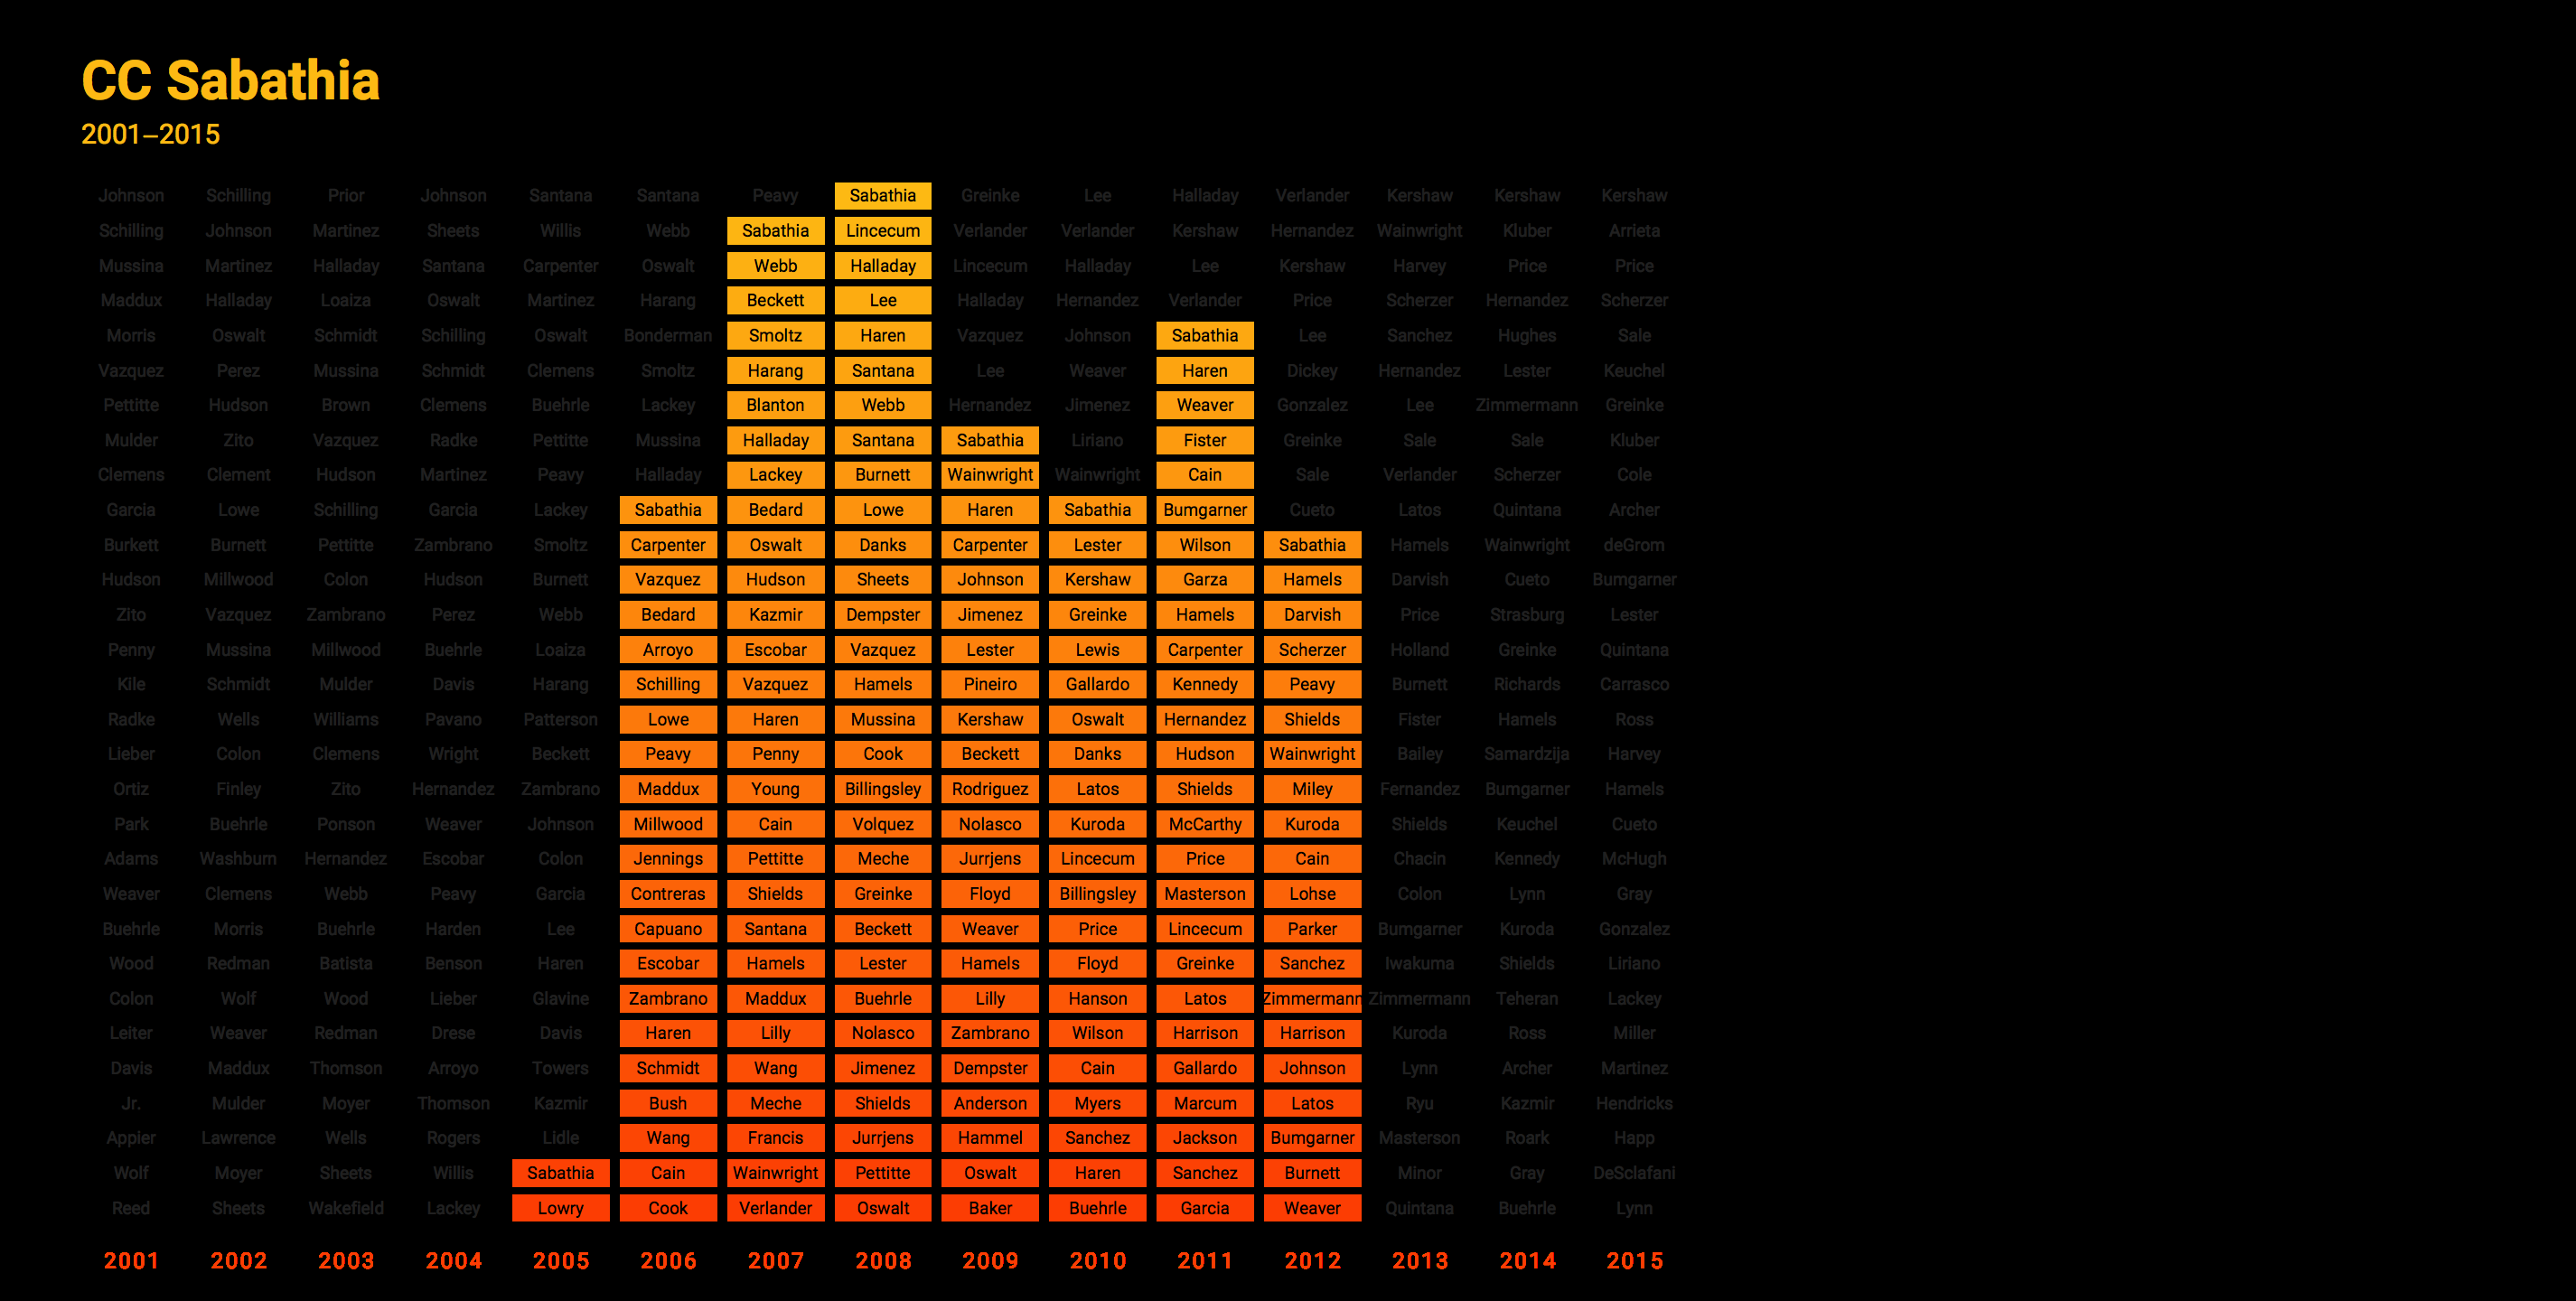 CC Sabathia
2001–2015
Johnson Schilling Prior Johnson Santana Santana Peavy Sabathia Greinke Lee Halladay Verlander Kershaw Kershaw Kershaw
Schilling Johnson Martinez Sheets Willis Webb Sabathia Lincecum Verlander Verlander Kershaw Hernandez Wainwright Kluber Arrieta
Mussina Martinez Halladay Santana Carpenter Oswalt Webb Halladay Lincecum Halladay Lee Kershaw Harvey Price Price
Maddux Halladay Loaiza Oswalt Martinez Harang Beckett Lee Halladay Hernandez Verlander Price Scherzer Hernandez Scherzer
Morris Oswalt Schmidt Schilling Oswalt Bonderman Smoltz Haren Vazquez Johnson Sabathia Lee Sanchez Hughes Sale
Vazquez Perez Mussina Schmidt Clemens Smoltz Harang Santana Lee Weaver Haren Dickey Hernandez Lester Keuchel
Pettitte Hudson Brown Clemens Buehrle Lackey Blanton Webb Hernandez Jimenez Weaver Gonzalez Lee Zimmermann Greinke
Mulder Zito Vazquez Radke Pettitte Mussina Halladay Santana Sabathia Liriano Fister Greinke Sale Sale Kluber
Clemens Clement Hudson Martinez Peavy Halladay Lackey Burnett Wainwright Wainwright Cain Sale Verlander Scherzer Cole
Garcia Lowe Schilling Garcia Lackey Sabathia Bedard Lowe Haren Sabathia Bumgarner Cueto Latos Quintana Archer
Burkett Burnett Pettitte Zambrano Smoltz Carpenter Oswalt Danks Carpenter Lester Wilson Sabathia Hamels Wainwright deGrom
Hudson Millwood Colon Hudson Burnett Vazquez Hudson Sheets Johnson Kershaw Garza Hamels Darvish Cueto Bumgarner
Zito Vazquez Zambrano Perez Webb Bedard Kazmir Dempster Jimenez Greinke Hamels Darvish Price Strasburg Lester
Penny Mussina Millwood Buehrle Loaiza Arroyo Escobar Vazquez Lester Lewis Carpenter Scherzer Holland Greinke Quintana
Kile Schmidt Mulder Davis Harang Schilling Vazquez Hamels Pineiro Gallardo Kennedy Peavy Burnett Richards Carrasco
Radke Wells Williams Pavano Patterson Lowe Haren Mussina Kershaw Oswalt Hernandez Shields Fister Hamels Ross
Lieber Colon Clemens Wright Beckett Peavy Penny Cook Beckett Danks Hudson Wainwright Bailey Samardzija Harvey
Ortiz Finley Zito Hernandez Zambrano Maddux Young Billingsley Rodriguez Latos Shields Miley Fernandez Bumgarner Hamels
Park Buehrle Ponson Weaver Johnson Millwood Cain Volquez Nolasco Kuroda McCarthy Kuroda Shields Keuchel Cueto
Adams Washburn Hernandez Escobar Colon Jennings Pettitte Meche Jurrjens Lincecum Price Cain Chacin Kennedy McHugh
Weaver Clemens Webb Peavy Garcia Contreras Shields Greinke Floyd Billingsley Masterson Lohse Colon Lynn Gray
Buehrle Morris Buehrle Harden Lee Capuano Santana Beckett Weaver Price Lincecum Parker Bumgarner Kuroda Gonzalez
Wood Redman Batista Benson Haren Escobar Hamels Lester Hamels Floyd Greinke Sanchez Iwakuma Shields Liriano
Colon Wolf Wood Lieber Glavine Zambrano Maddux Buehrle Lilly Hanson Latos Zimmermann Zimmermann Teheran Lackey
Leiter Weaver Redman Drese Davis Haren Lilly Nolasco Zambrano Wilson Harrison Harrison Kuroda Ross Miller
Davis Maddux Thomson Arroyo Towers Schmidt Wang Jimenez Dempster Cain Gallardo Johnson Lynn Archer Martinez
Jr. Mulder Moyer Thomson Kazmir Bush Meche Shields Anderson Myers Marcum Latos Ryu Kazmir Hendricks
Appler Lawrence Wells Rogers Lidle Wang Francis Jurrjens Hammel Sanchez Jackson Bumgarner Masterson Roark Happ
Wolf Moyer Sheets Willis Sabathia Cain Wainwright Pettitte Oswalt Haren Sanchez Burnett Minor Gray DeSclafani
Reed Sheets Wakefield Lackey Lowry Cook Verlander Oswalt Baker Buehrle Garcia Weaver Quintana Buehrle Lynn
2001 2002 2003 2004 2005 2006 2007 2008 2009 2010 2011 2012 2013 2014 2015